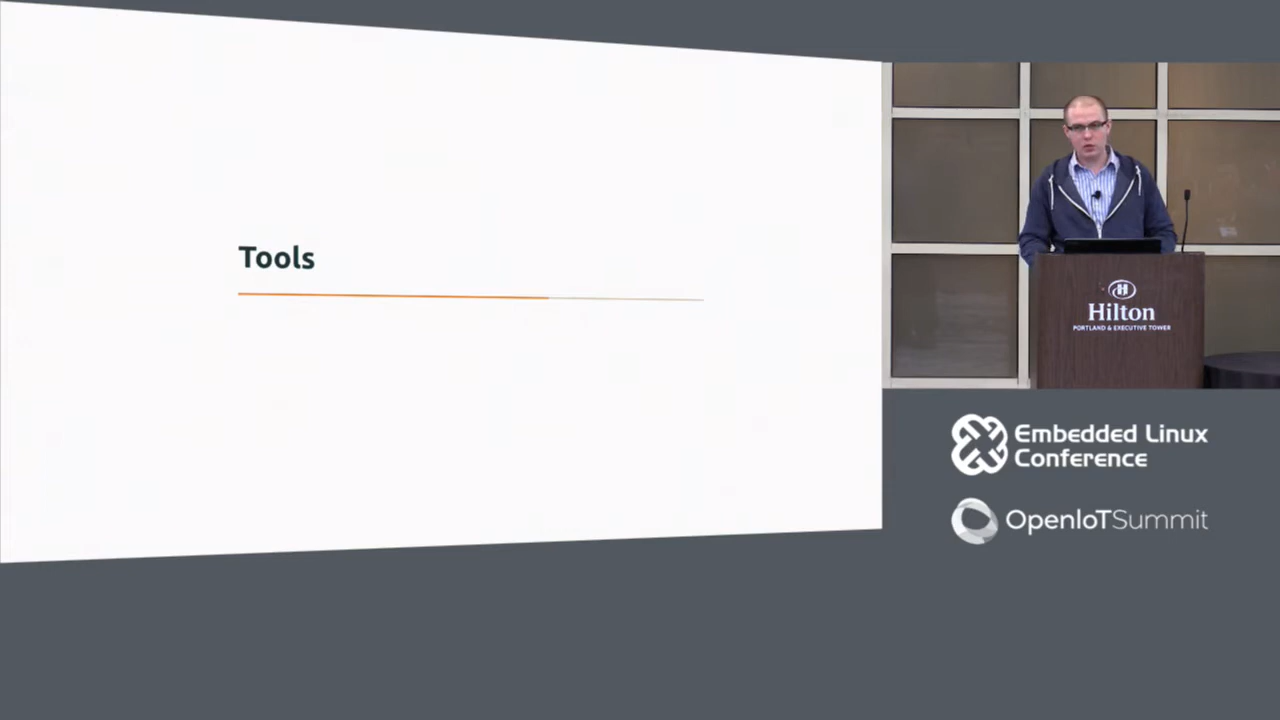 Tools
Hilton
PORTLAND & EXECUTIVE TOWER
Embedded Linux
Conference
OpenIoTSummit